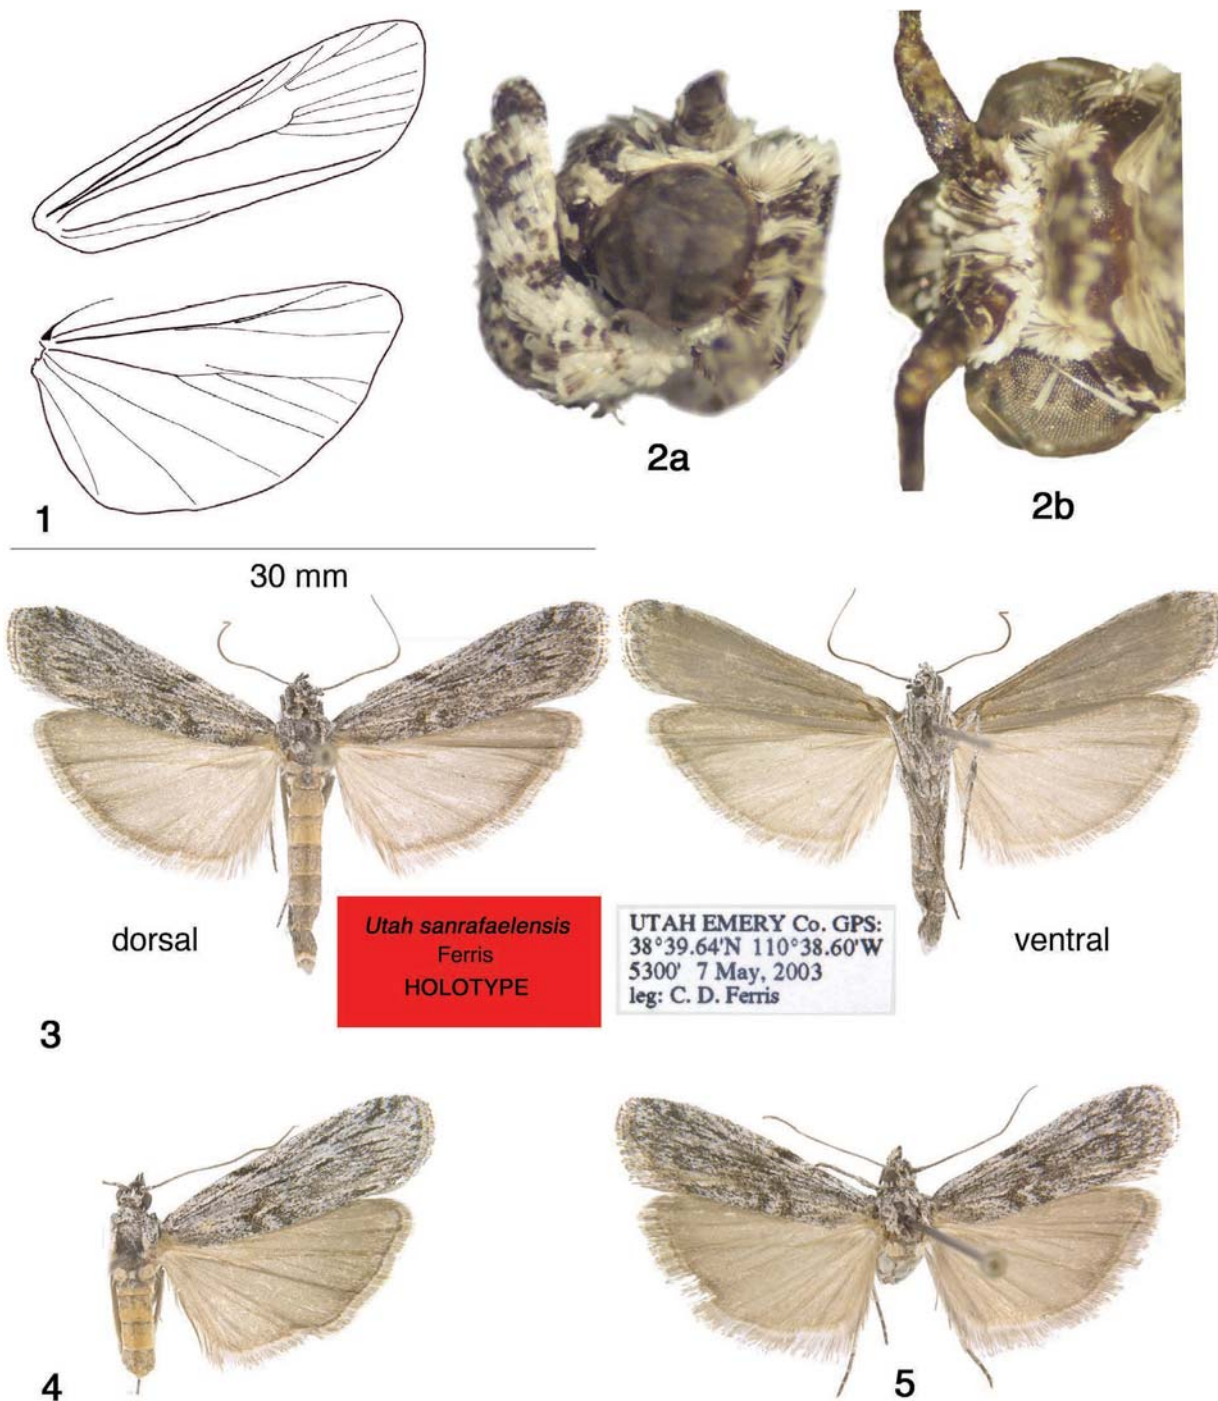 1
2a
2b
30 mm
dorsal
Utah sanrafaelensis
Ferris
HOLOTYPE
UTAH EMERY Co. GPS:
38°39.64'N 110°38.60'W
5300' 7 May, 2003
leg: C. D. Ferris
ventral
3
4
5